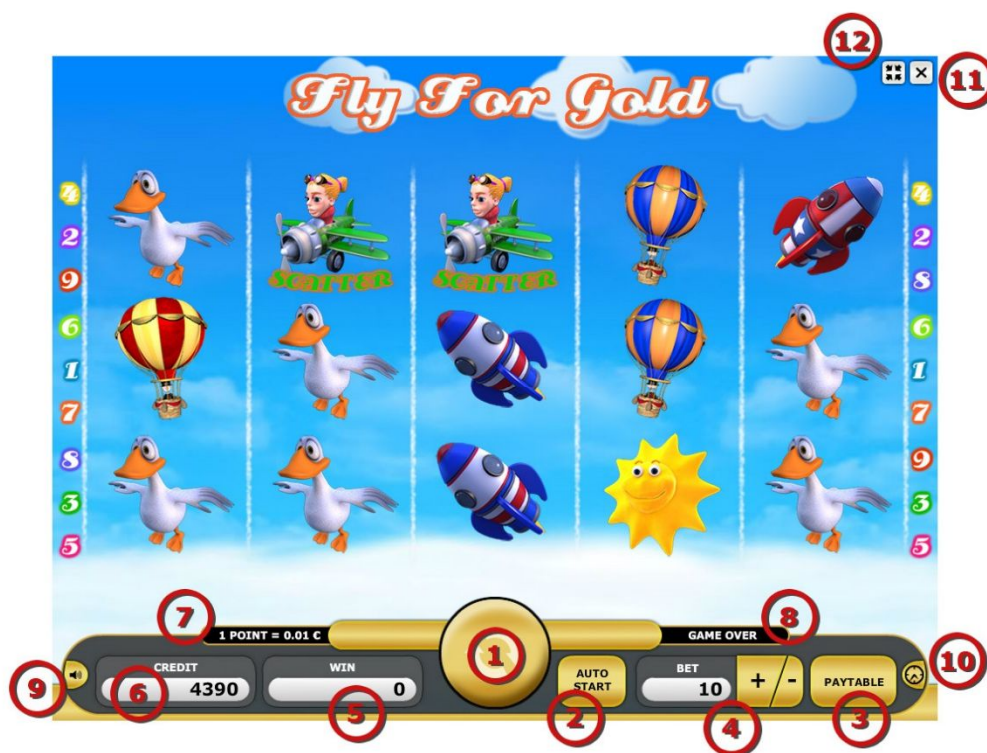 12
11
Fly For Gold
4 4
2 2
9 8
SCATTER SCATTER
6 6
1 1
7 7
8 9
3 3
5 5
7 8
1 POINT = 0.01 € GAME OVER
1
CREDIT WIN AUTO START BET + / - PAYTABLE
4390 0 10
9 10
6 5 2 4 3